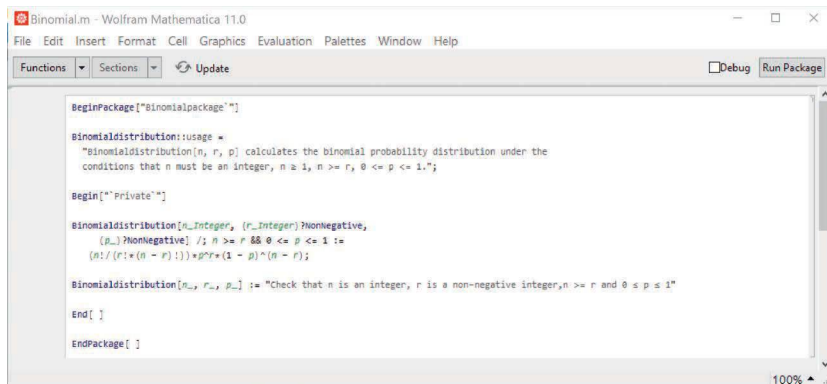 Binomial.m - Wolfram Mathematica 11.0
File Edit Insert Format Cell Graphics Evaluation Palettes Window Help
Functions Sections Update Debug Run Package
BeginPackage["Binomialpackage`"]
Binomialdistribution::usage =
"Binomialdistribution[n, r, p] calculates the binomial probability distribution under the
conditions that n must be an integer, n ≥ 1, n >= r, 0 <= p <= 1.";
Begin["`Private`"]
Binomialdistribution[n_Integer, (r_Integer)?NonNegative,
(p_)?NonNegative] /; n >= r && 0 <= p <= 1 :=
(n!/(r!*(n - r)!))*p^r*(1 - p)^(n - r);
Binomialdistribution[n_, r_, p_] := "Check that n is an integer, r is a non-negative integer,n >= r and 0 ≤ p ≤ 1"
End[ ]
EndPackage[ ]
100%